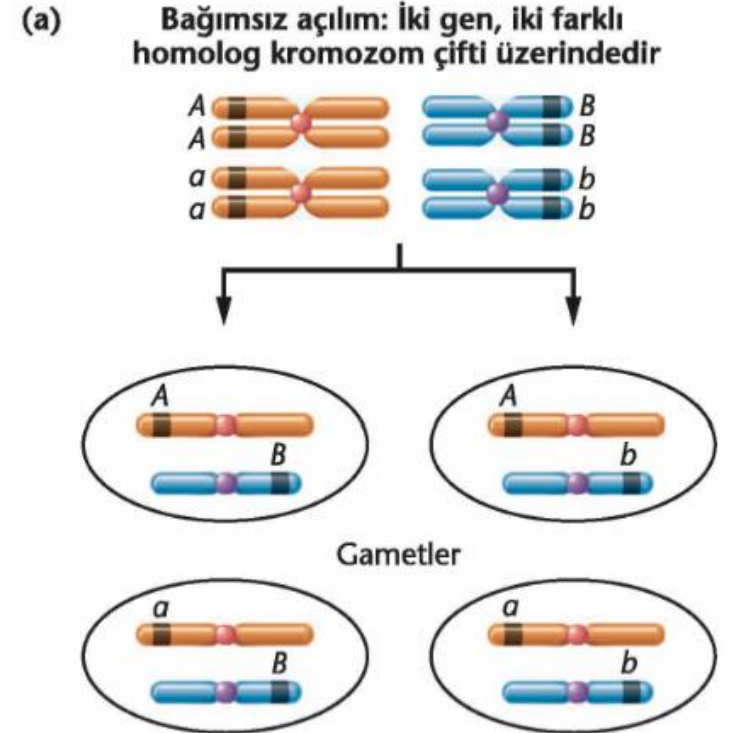 (a) Bağımsız açılım: İki gen, iki farklı
homolog kromozom çifti üzerindedir
A B
A B
a b
a b
A A
B b
Gametler
a a
B b